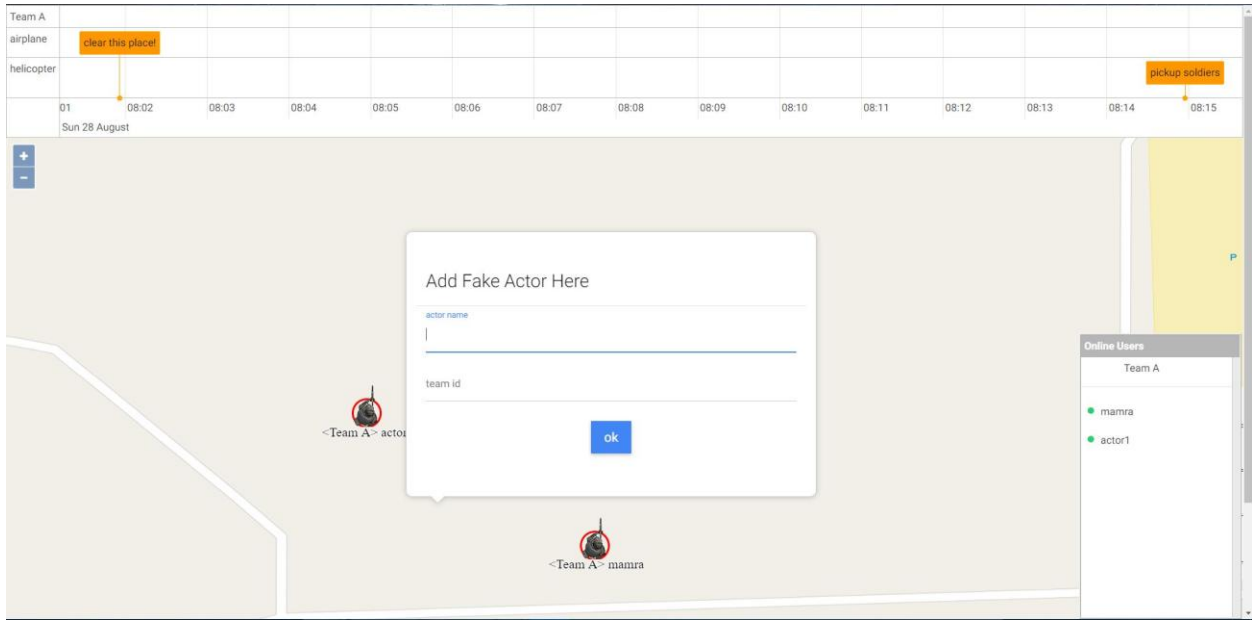 Team A
airplane
clear this place!
helicopter
pickup soldiers
01 08:02 08:03 08:04 08:05 08:06 08:07 08:08 08:09 08:10 08:11 08:12 08:13 08:14 08:15
Sun 28 August
+
−
P
Add Fake Actor Here
actor name
team id
ok
<Team A> actor
<Team A> mamra
Online Users
Team A
mamra
actor1